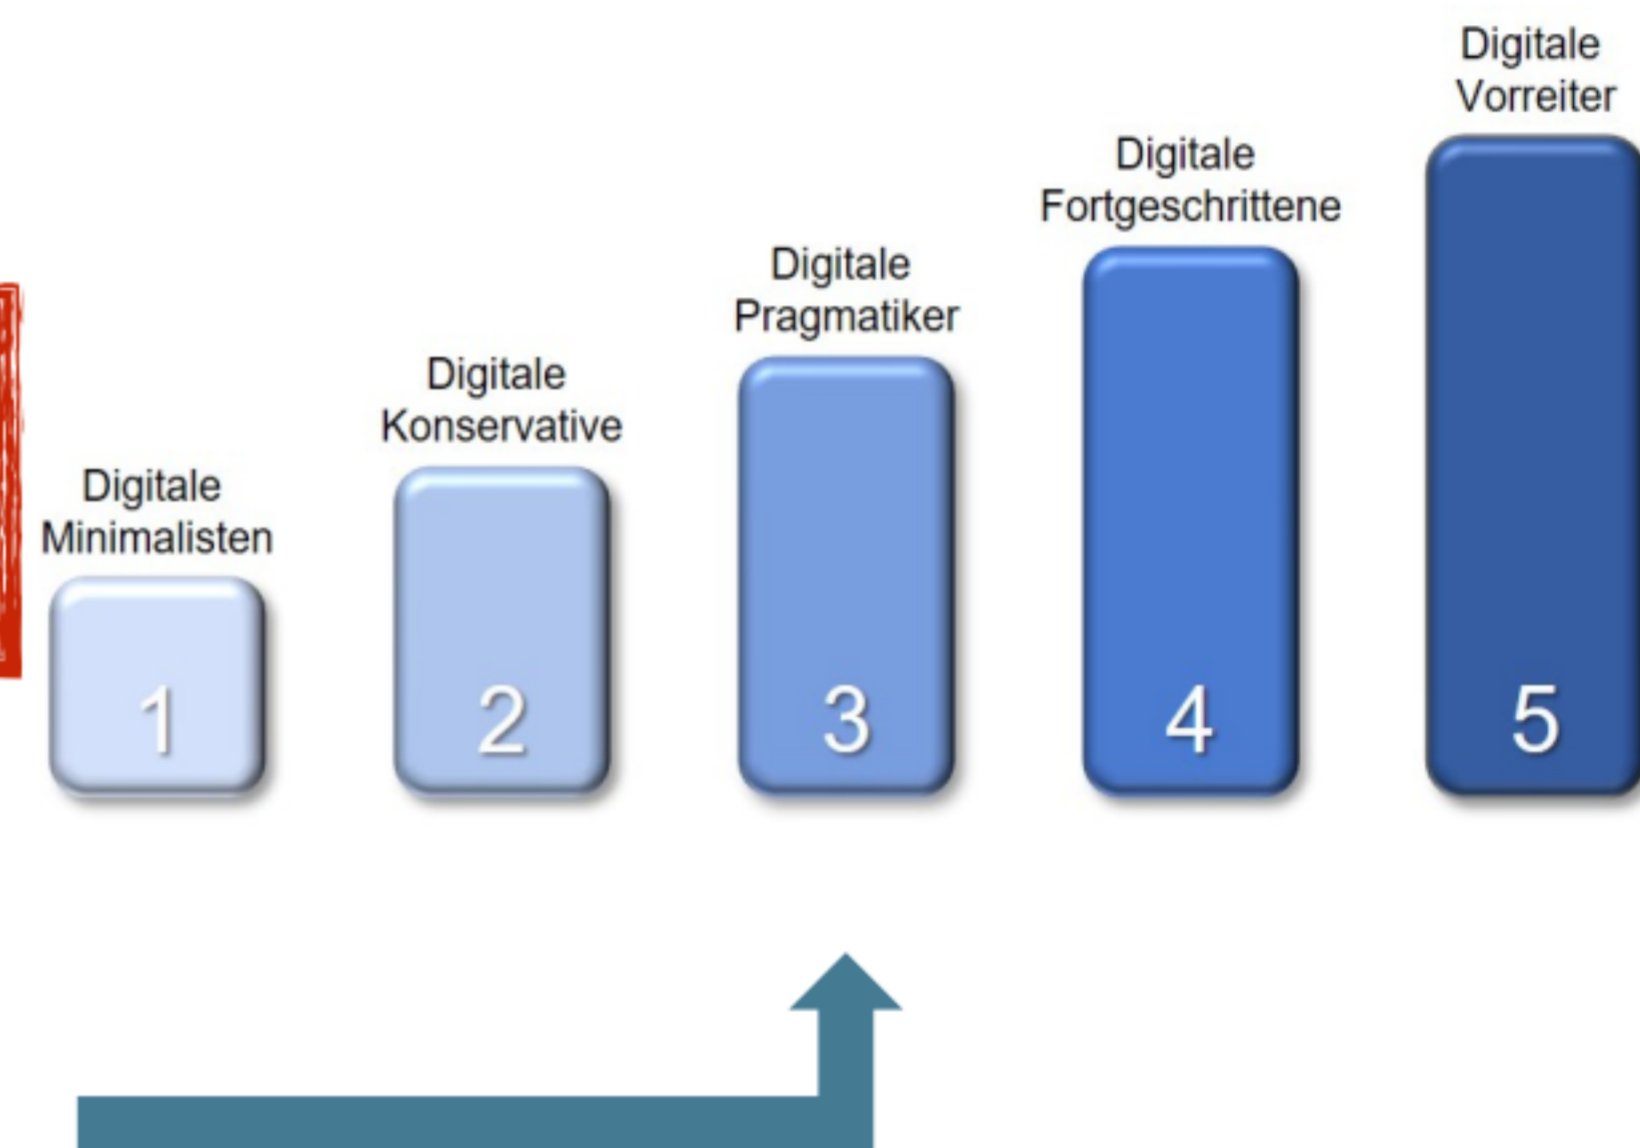 Digitale
Minimalisten
1
Digitale
Konservative
2
Digitale
Pragmatiker
3
Digitale
Fortgeschrittene
4
Digitale
Vorreiter
5